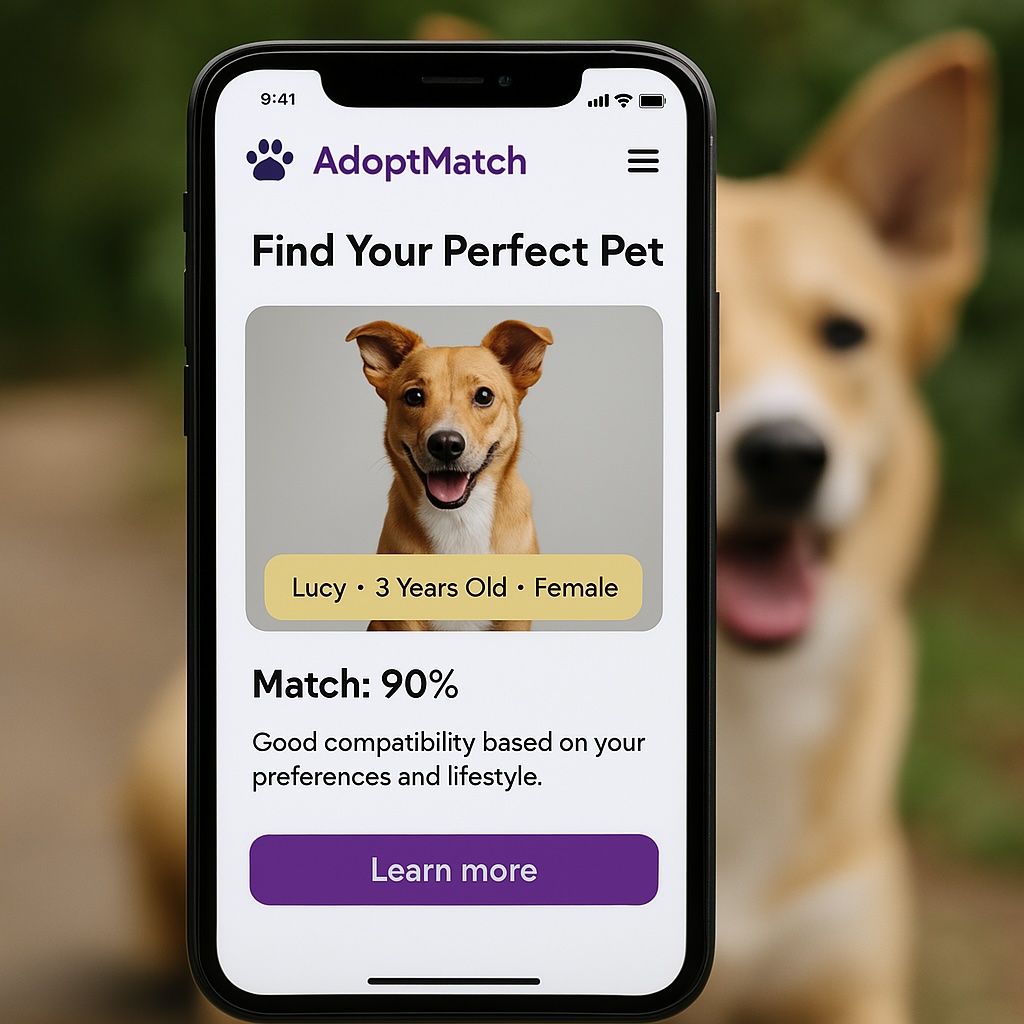 9:41
AdoptMatch
Find Your Perfect Pet
Lucy • 3 Years Old • Female
Match: 90%
Good compatibility based on your
preferences and lifestyle.
Learn more